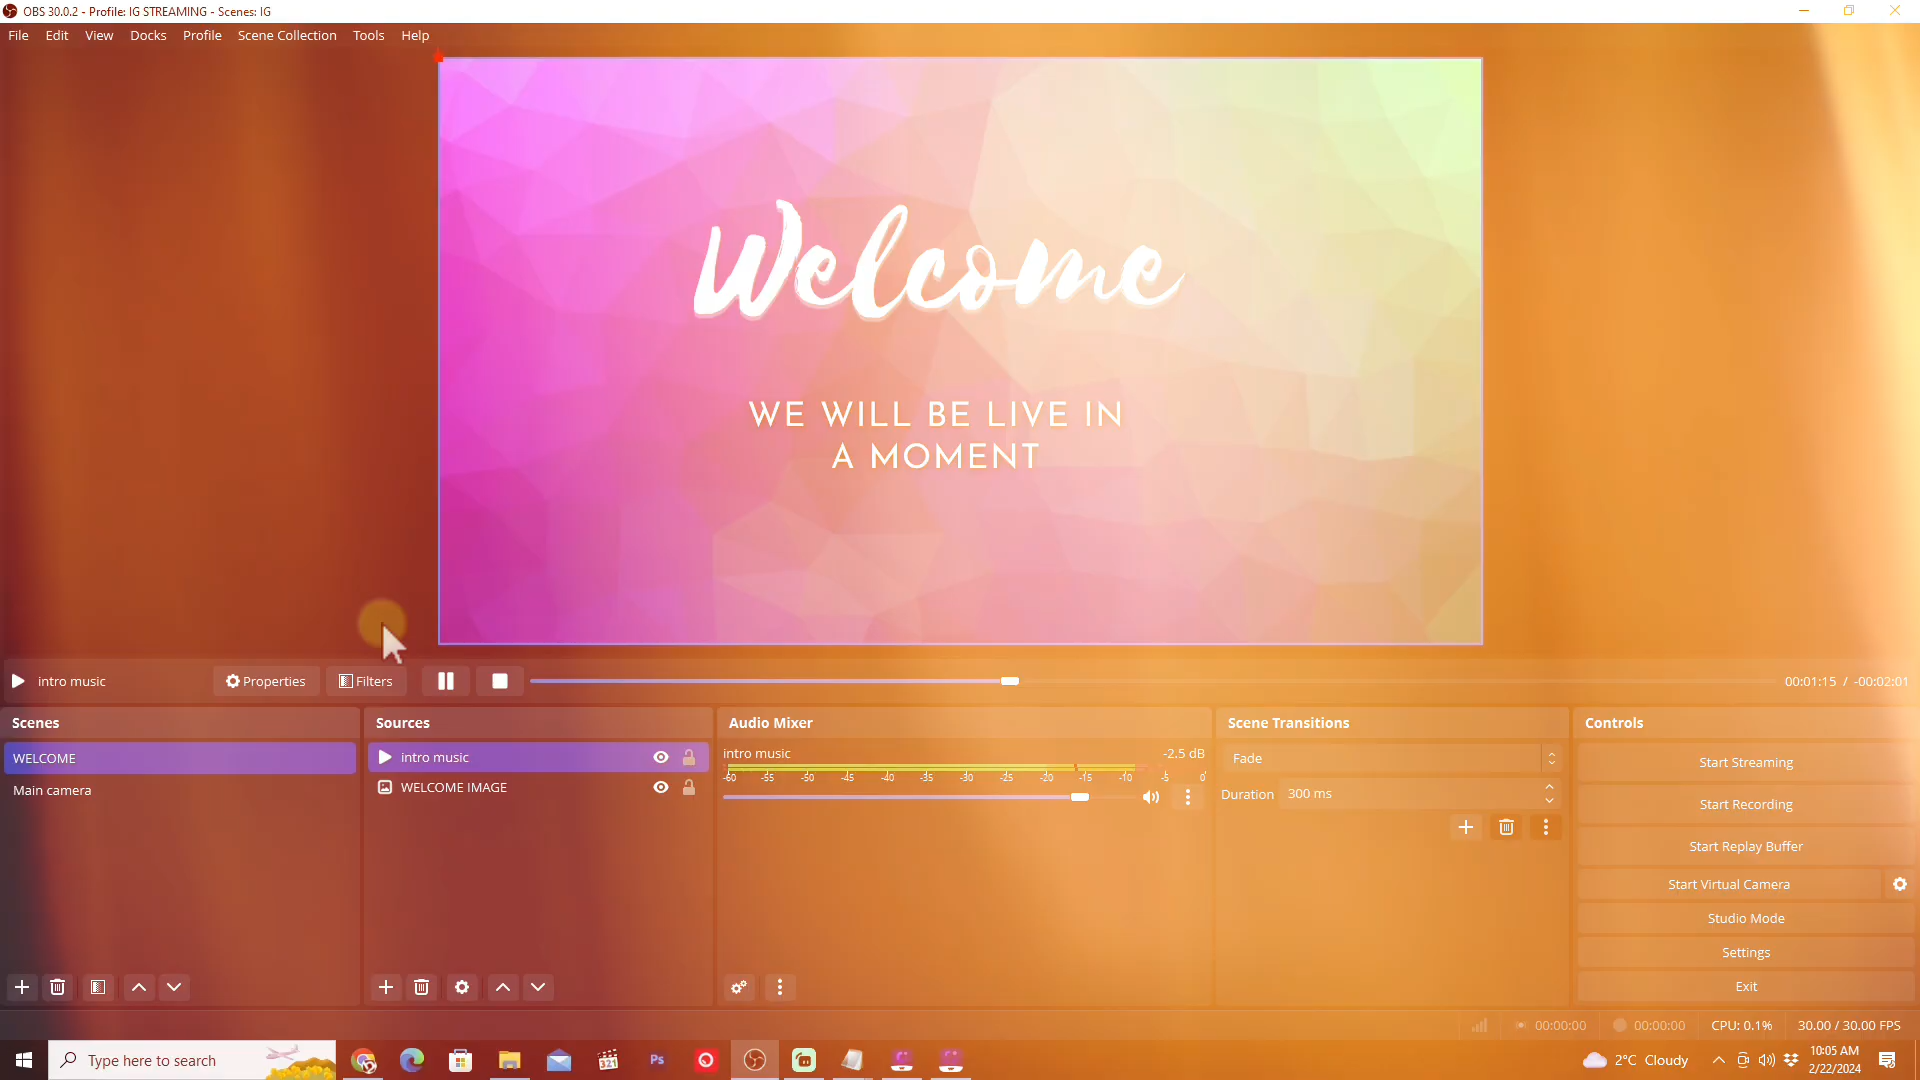 OBS 30.0.2 - Profile: IG STREAMING - Scenes: IG
File Edit View Docks Profile Scene Collection Tools Help
Welcome
WE WILL BE LIVE IN
A MOMENT
intro music Properties Filters 00:01:15 / -00:02:01
Scenes
WELCOME
Main camera
Sources
intro music
WELCOME IMAGE
Audio Mixer
intro music -2.5 dB
-60 -55 -50 -45 -40 -35 -30 -25 -20 -15 -10 -5 0
Scene Transitions
Fade
Duration 300 ms
Controls
Start Streaming
Start Recording
Start Replay Buffer
Start Virtual Camera
Studio Mode
Settings
Exit
00:00:00 00:00:00 CPU: 0.1% 30.00 / 30.00 FPS
Type here to search
321
Ps
2°C Cloudy
10:05 AM
2/22/2024